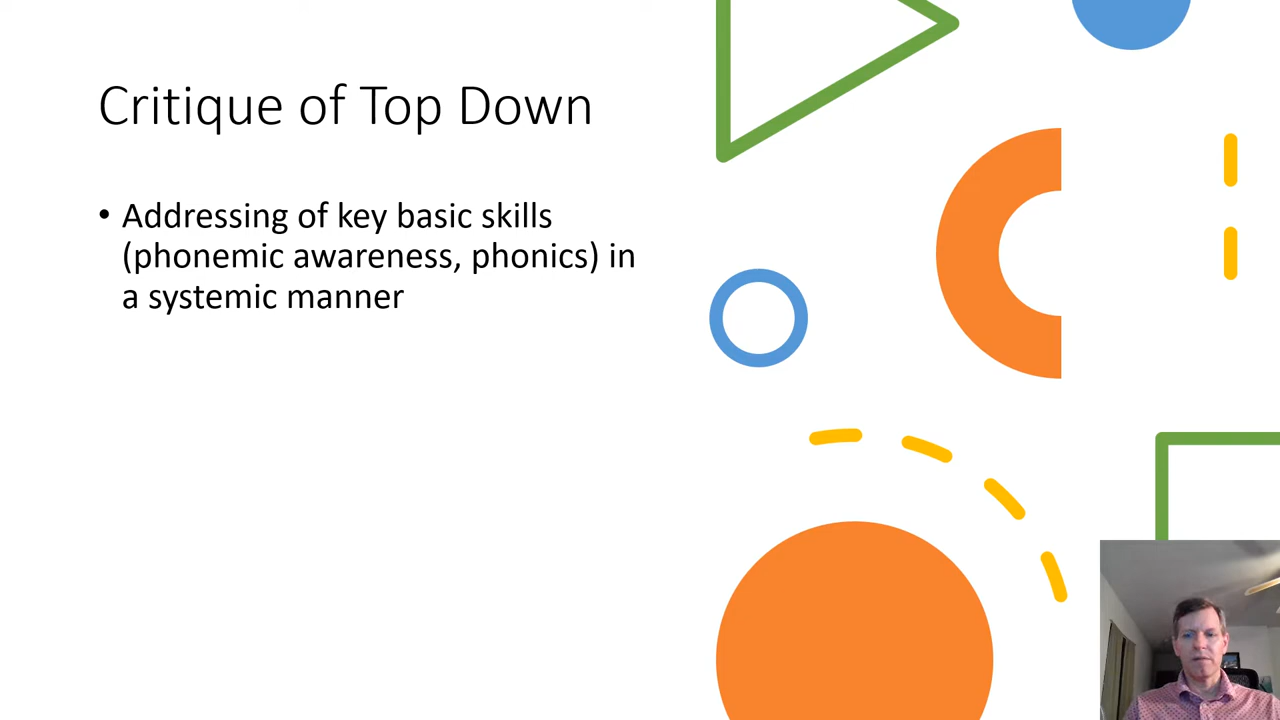 Critique of Top Down
• Addressing of key basic skills
(phonemic awareness, phonics) in
a systemic manner